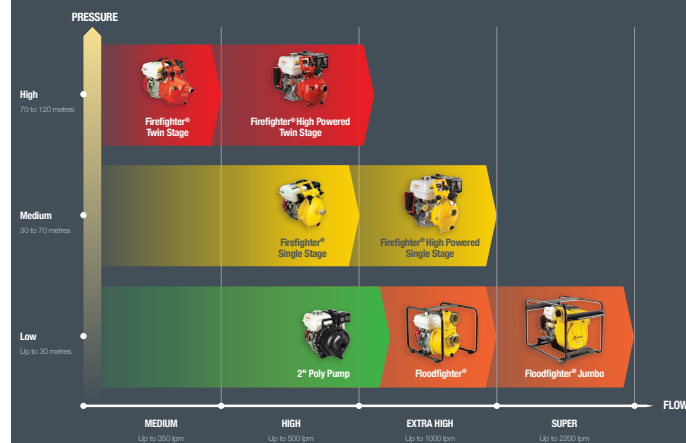 PRESSURE
High
70 to 120 metres
Firefighter®
Twin Stage
Firefighter® High Powered
Twin Stage
Medium
30 to 70 metres
Firefighter®
Single Stage
Firefighter® High Powered
Single Stage
Low
Up to 30 metres
2" Poly Pump
Floodfighter®
Floodfighter® Jumbo
FLOW
MEDIUM
Up to 350 lpm
HIGH
Up to 500 lpm
EXTRA HIGH
Up to 1000 lpm
SUPER
Up to 2200 lpm